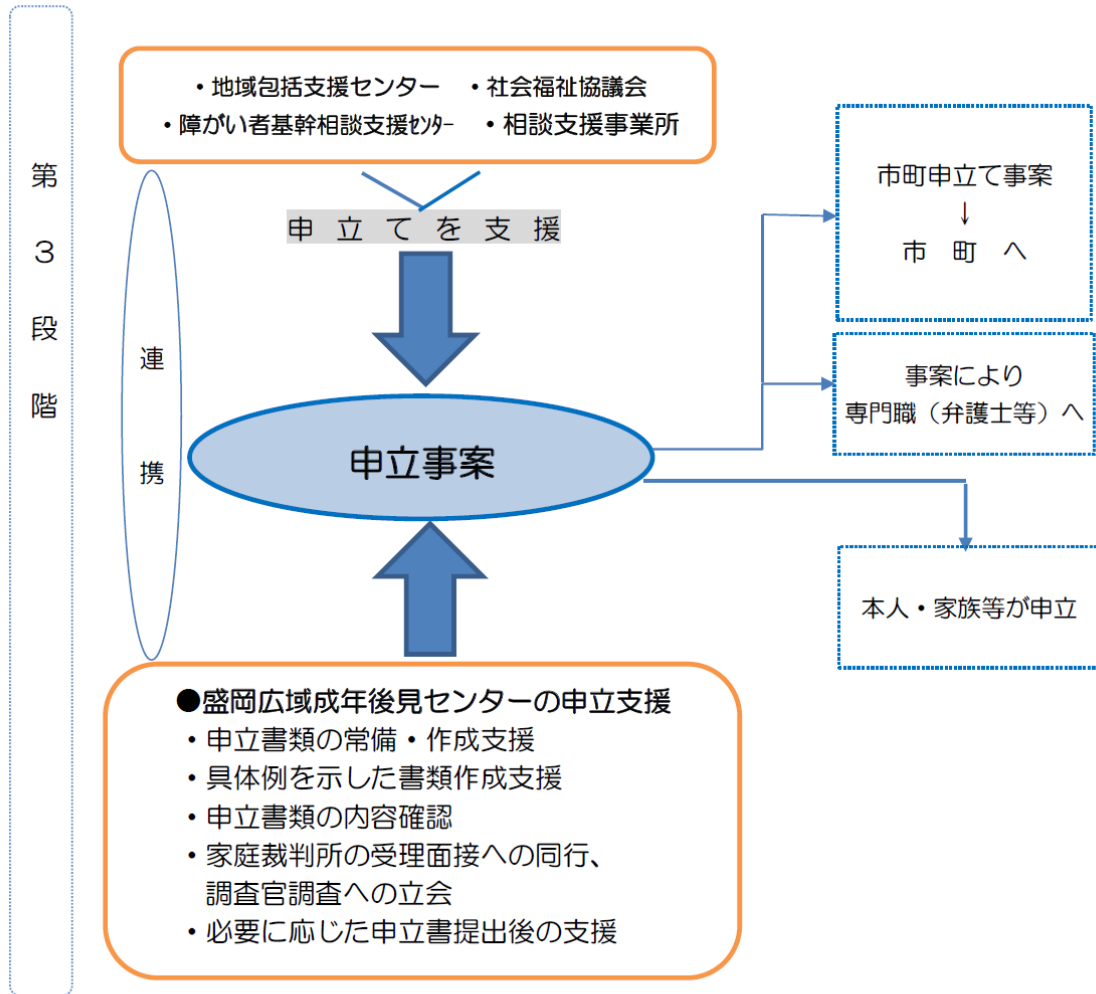 第３段階
・地域包括支援センター　・社会福祉協議会
・障がい者基幹相談支援ｾﾝﾀｰ　・相談支援事業所
申立てを支援
連携
申立事案
市町申立て事案
↓
市町へ
事案により
専門職（弁護士等）へ
本人・家族等が申立
●盛岡広域成年後見センターの申立支援
・申立書類の常備・作成支援
・具体例を示した書類作成支援
・申立書類の内容確認
・家庭裁判所の受理面接への同行、
調査官調査への立会
・必要に応じた申立書提出後の支援